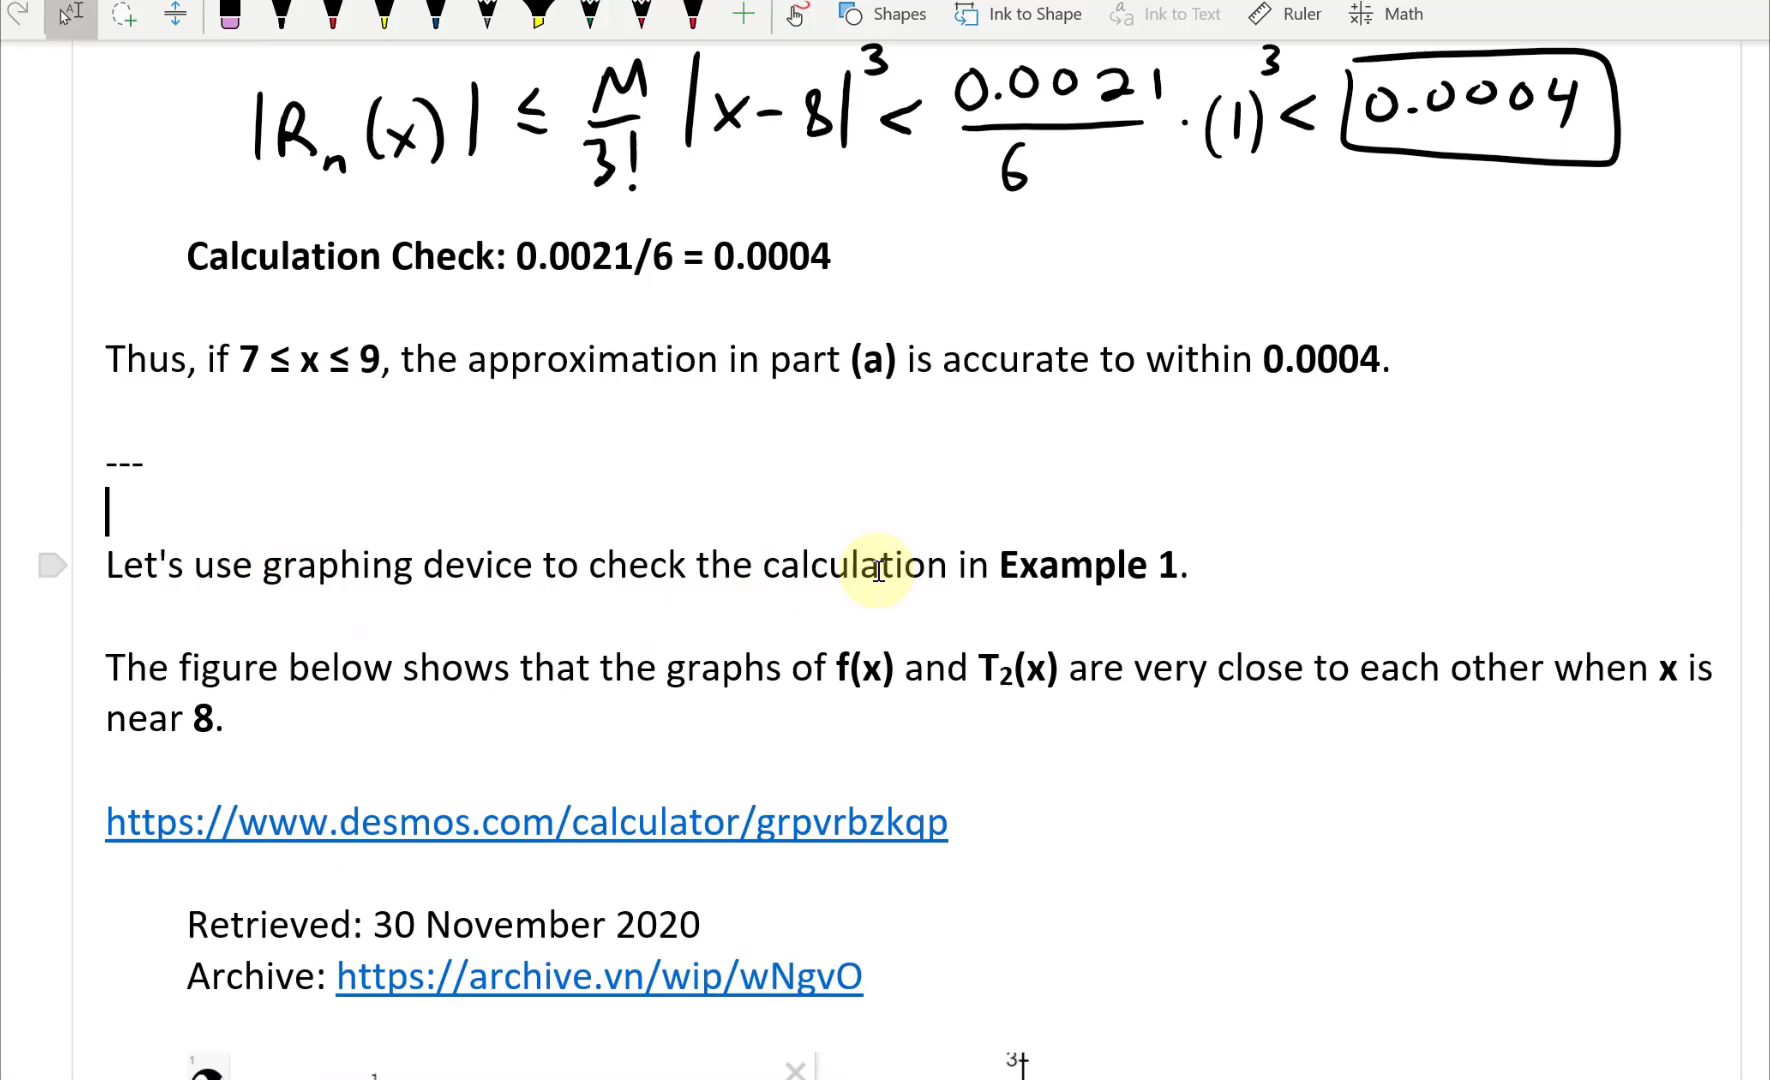 Shapes Ink to Shape Ink to Text Ruler Math
|Rₙ(x)| ≤ M/3! |x-8|³ < 0.0021/6 · (1)³ < 0.0004
Calculation Check: 0.0021/6 = 0.0004
Thus, if 7 ≤ x ≤ 9, the approximation in part (a) is accurate to within 0.0004.
---
Let's use graphing device to check the calculation in Example 1.
The figure below shows that the graphs of f(x) and T₂(x) are very close to each other when x is
near 8.
https://www.desmos.com/calculator/grpvrbzkqp
Retrieved: 30 November 2020
Archive: https://archive.vn/wip/wNgvO
1 3